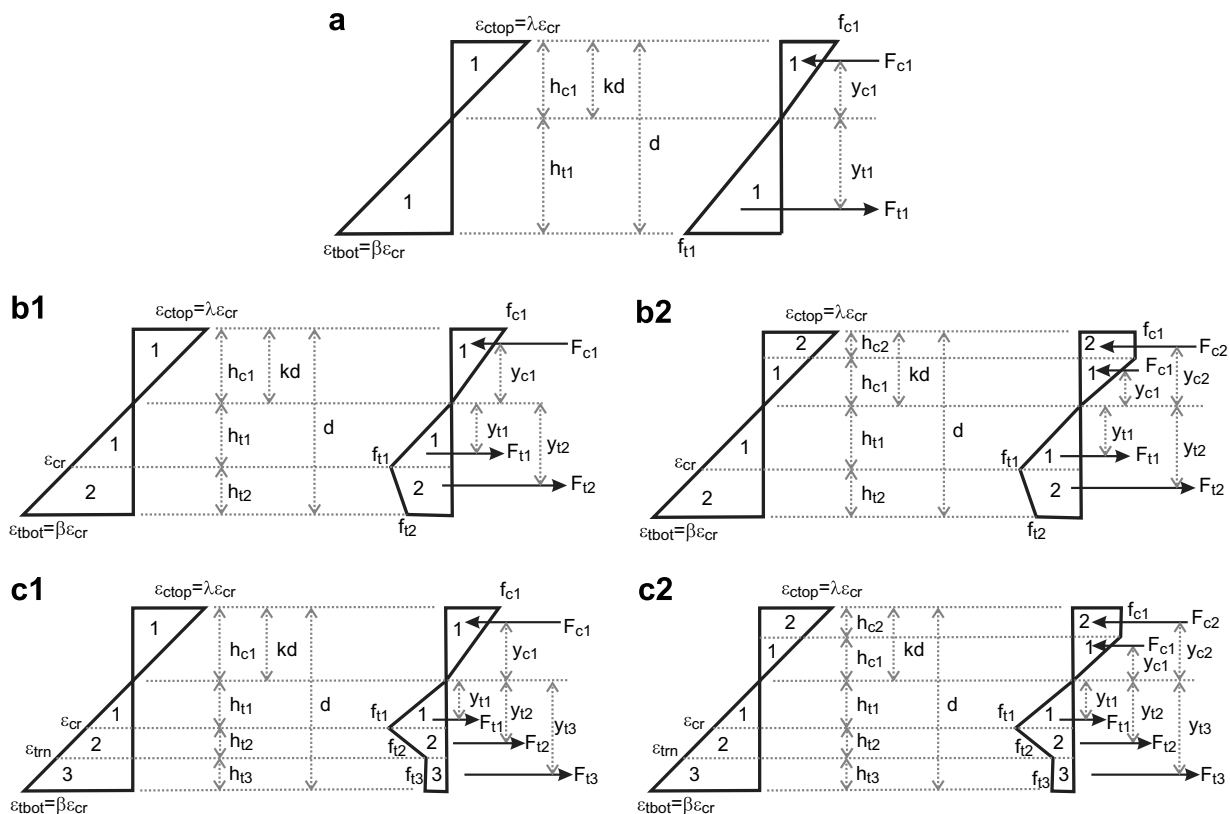 a
εctop=λεcr
fc1
1
1
Fc1
hc1
kd
yc1
d
ht1
yt1
1
1
Ft1
εtbot=βεcr
ft1
b1
εctop=λεcr
fc1
1
1
Fc1
hc1
kd
yc1
d
1
ht1
1
yt1
yt2
εcr
ft1
Ft1
2
ht2
2
Ft2
εtbot=βεcr
ft2
b2
εctop=λεcr
fc1
2
hc2
2
Fc2
1
hc1
kd
1
Fc1
yc1
yc2
d
1
ht1
yt1
yt2
εcr
ft1
1
Ft1
2
ht2
2
Ft2
εtbot=βεcr
ft2
c1
εctop=λεcr
fc1
1
1
Fc1
hc1
kd
yc1
d
1
ht1
yt1
yt2
yt3
εcr
ft1
1
Ft1
εtrn
2
ht2
ft2
2
Ft2
3
ht3
ft3
3
Ft3
εtbot=βεcr
c2
εctop=λεcr
fc1
2
hc2
2
Fc2
1
hc1
kd
1
Fc1
yc1
yc2
d
1
ht1
yt1
yt2
yt3
εcr
ft1
1
Ft1
εtrn
2
ht2
ft2
2
Ft2
3
ht3
ft3
3
Ft3
εtbot=βεcr